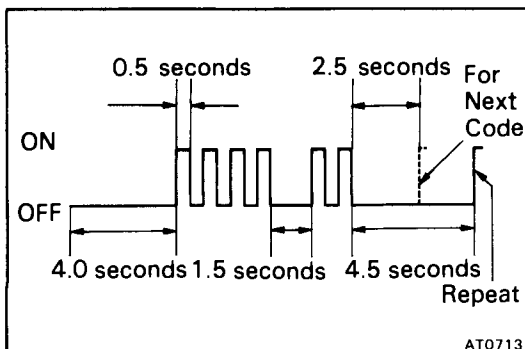 0.5 seconds
2.5 seconds
For
Next
Code
ON
OFF
4.0 seconds
1.5 seconds
4.5 seconds
Repeat
AT0713